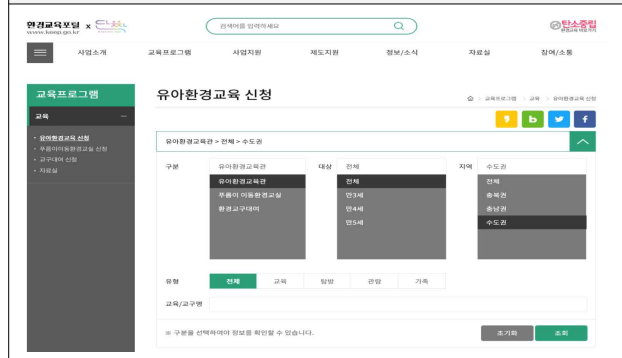 환경교육포털 x
www.keep.go.kr
검색어를 입력하세요
탄소중립
환경교육 바로가기
사업소개 교육프로그램 사업지원 제도지원 정보/소식 자료실 참여/소통
교육프로그램
교육
유아환경교육 신청
푸름이이동환경교실 신청
교구대여 신청
자료실
유아환경교육 신청
교육프로그램 > 교육 > 유아환경교육 신청
유아환경교육관 > 전체 > 수도권
구분 유아환경교육관 대상 전체 지역 수도권
유아환경교육관 전체 전체
푸름이 이동환경교실 만3세 충북권
환경교구대여 만4세 충남권
만5세 수도권
유형 전체 교육 탐방 관람 가족
교육/교구명
※ 구분을 선택하여야 정보를 확인할 수 있습니다.
초기화 조회